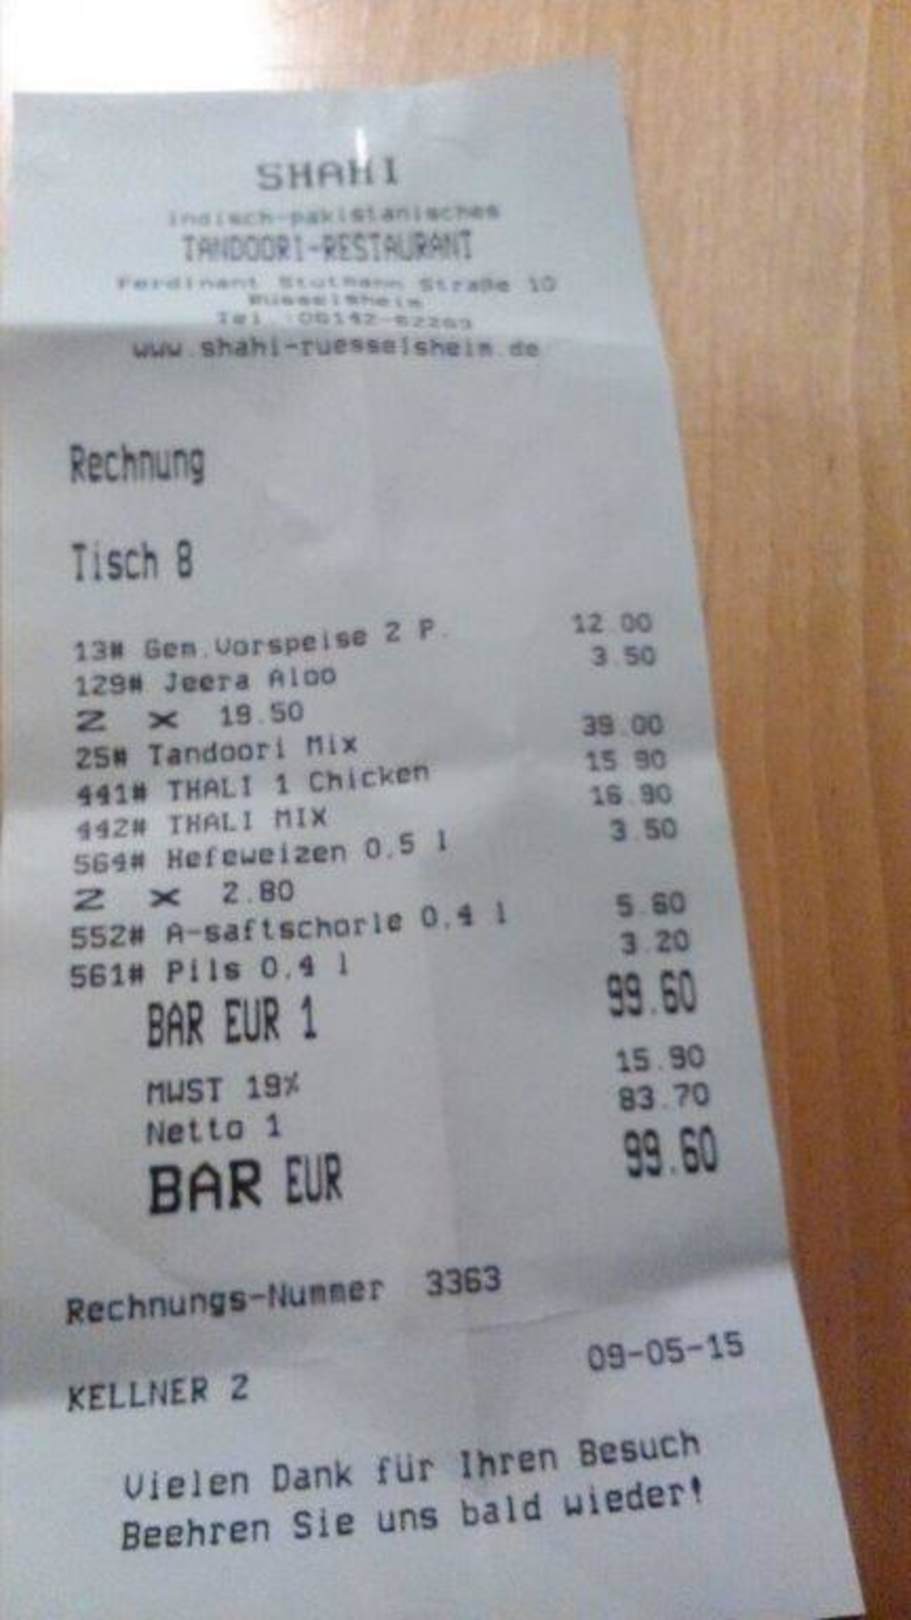 SHAHI
indisch-pakistanisches
TANDOORI-RESTAURANT
Ferdinant Stuttmann Straße 10
Rüsselsheim
Tel. :06142-62269
www.shahi-ruesselsheim.de
Rechnung
Tisch 8
13# Gem.Vorspeise 2 P. 12.00
129# Jeera Aloo 3.50
2 x 19.50
25# Tandoori Mix 39.00
441# THALI 1 Chicken 15.90
442# THALI MIX 16.90
564# Hefeweizen 0,5 l 3.50
2 x 2.80
552# A-saftschorle 0,4 l 5.60
561# Pils 0,4 l 3.20
BAR EUR 1 99.60
MWST 19% 15.90
Netto 1 83.70
BAR EUR 99.60
Rechnungs-Nummer 3363
09-05-15
KELLNER 2
Vielen Dank für Ihren Besuch
Beehren Sie uns bald wieder!